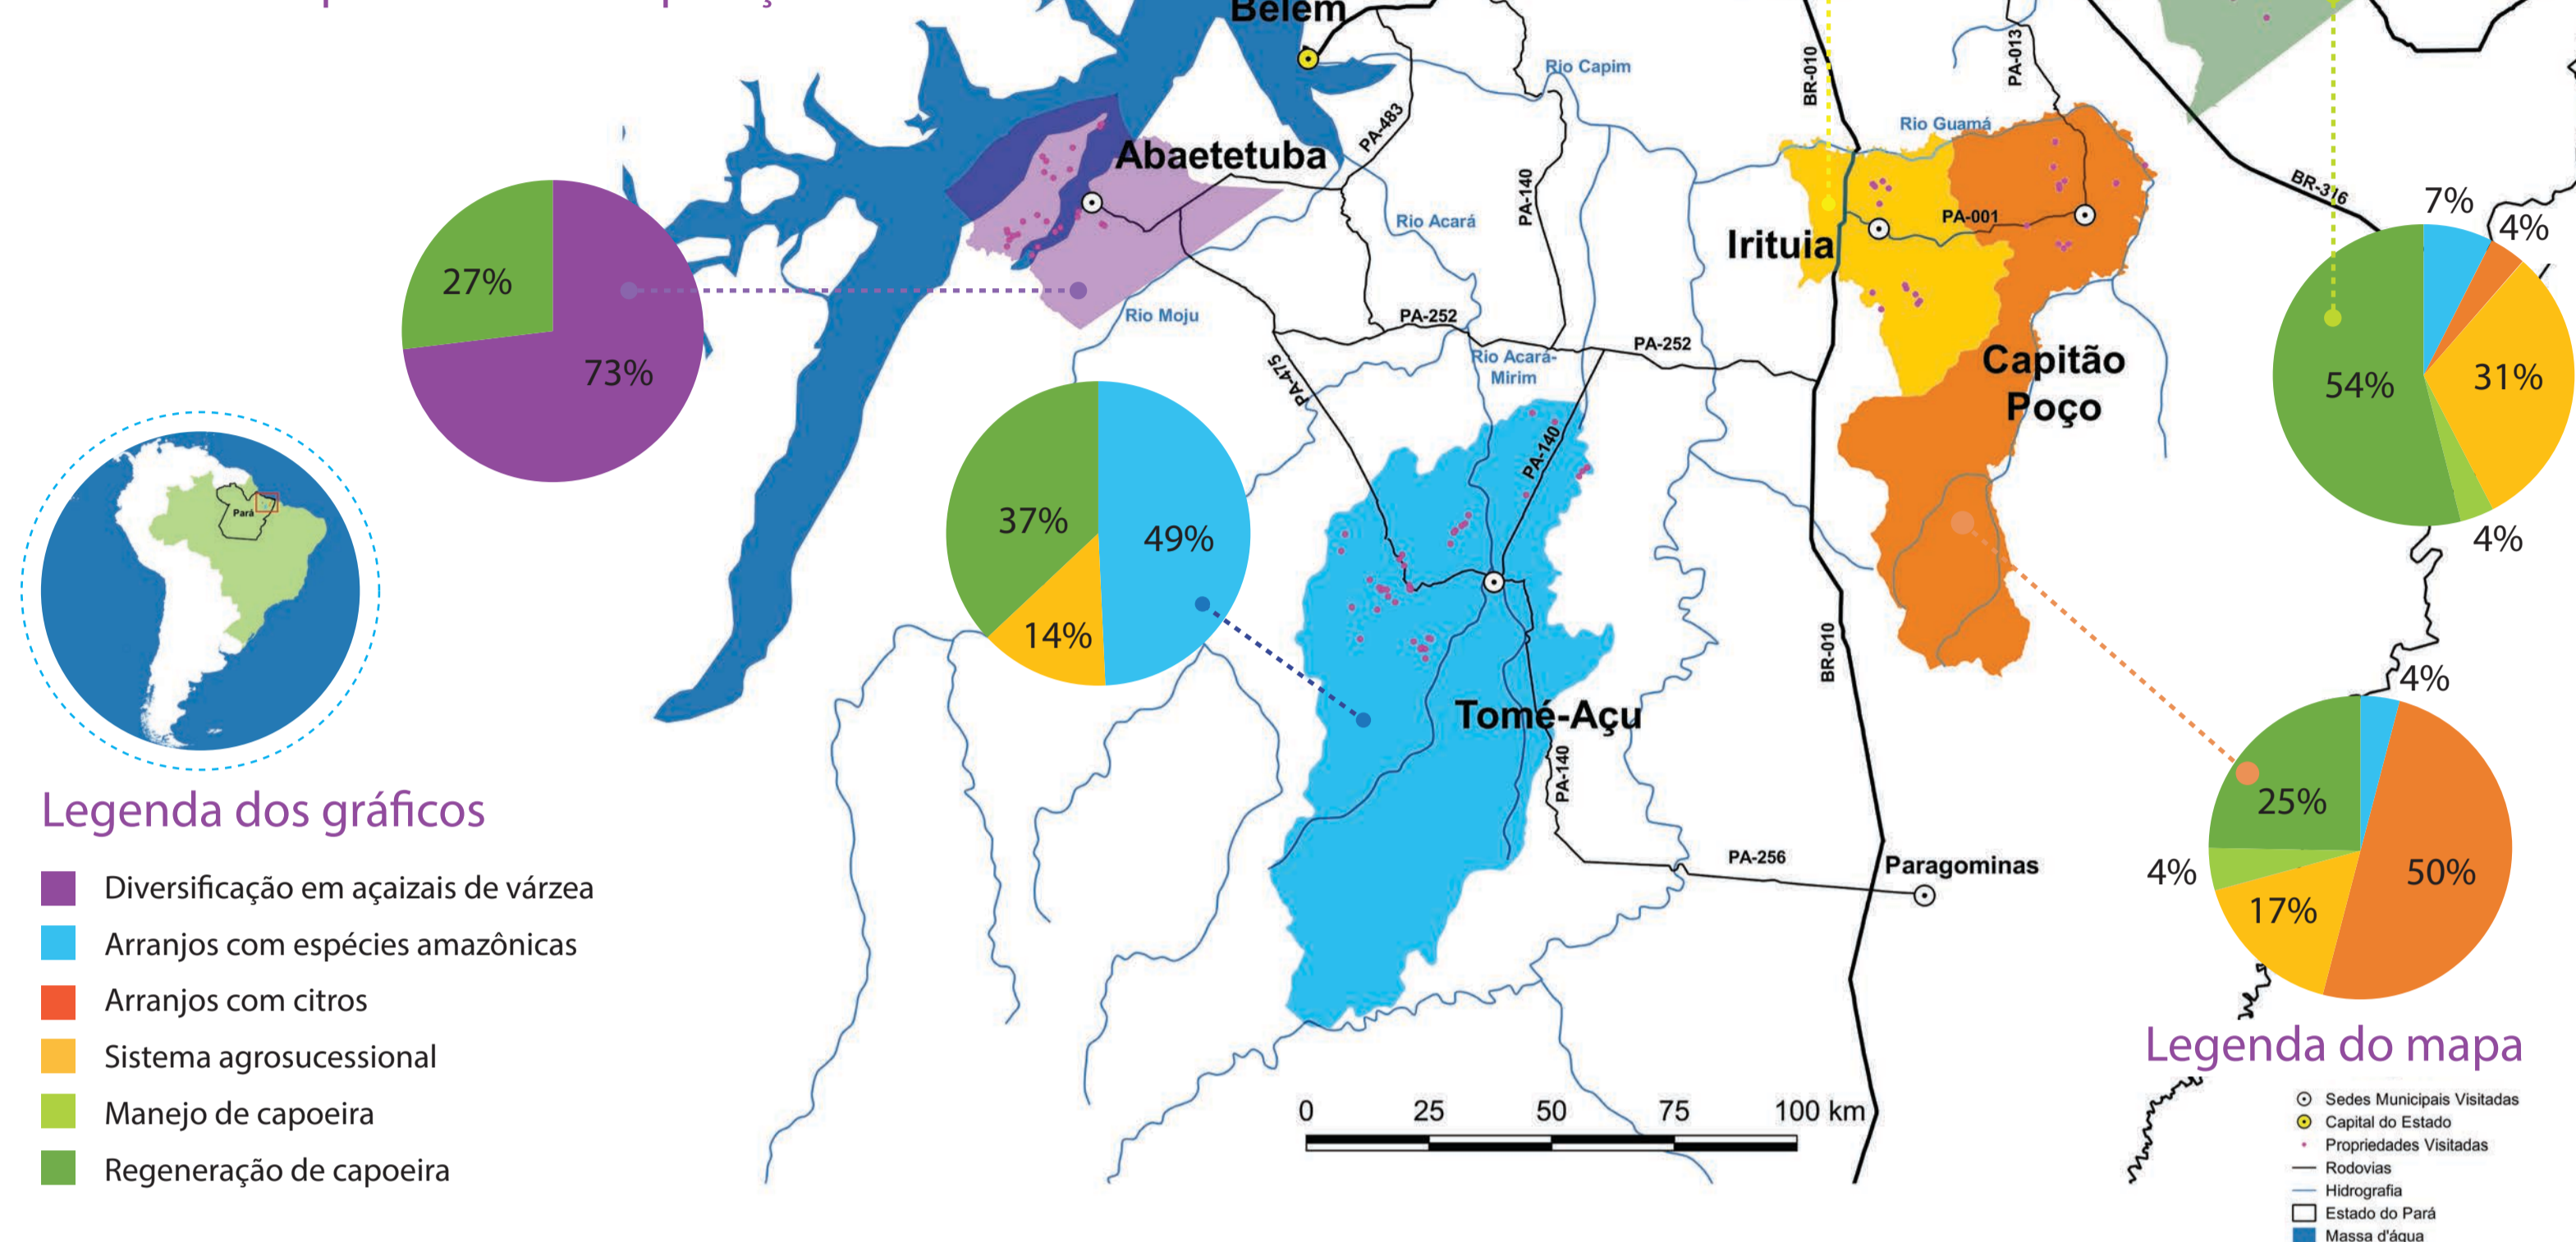 Belém
Rio Capim
BR-010
PA-013
PA-483
Rio Guamá
Abaetetuba
BR-316
PA-140
7%
4%
Rio Acará
PA-001
Irituia
27%
73%
Rio Moju
PA-252
PA-252
Rio Acará-
Mirim
PA-475
Capitão
Poço
54%
31%
4%
PA-140
37%
49%
14%
Pará
BR-010
Tomé-Açu
PA-140
4%
25%
50%
4%
17%
PA-256
Paragominas
Legenda dos gráficos
Diversificação em açaizais de várzea
Arranjos com espécies amazônicas
Arranjos com citros
Sistema agrosucessional
Manejo de capoeira
Regeneração de capoeira
0 25 50 75 100 km
Legenda do mapa
Sedes Municipais Visitadas
Capital do Estado
Propriedades Visitadas
Rodovias
Hidrografia
Estado do Pará
Massa d'água